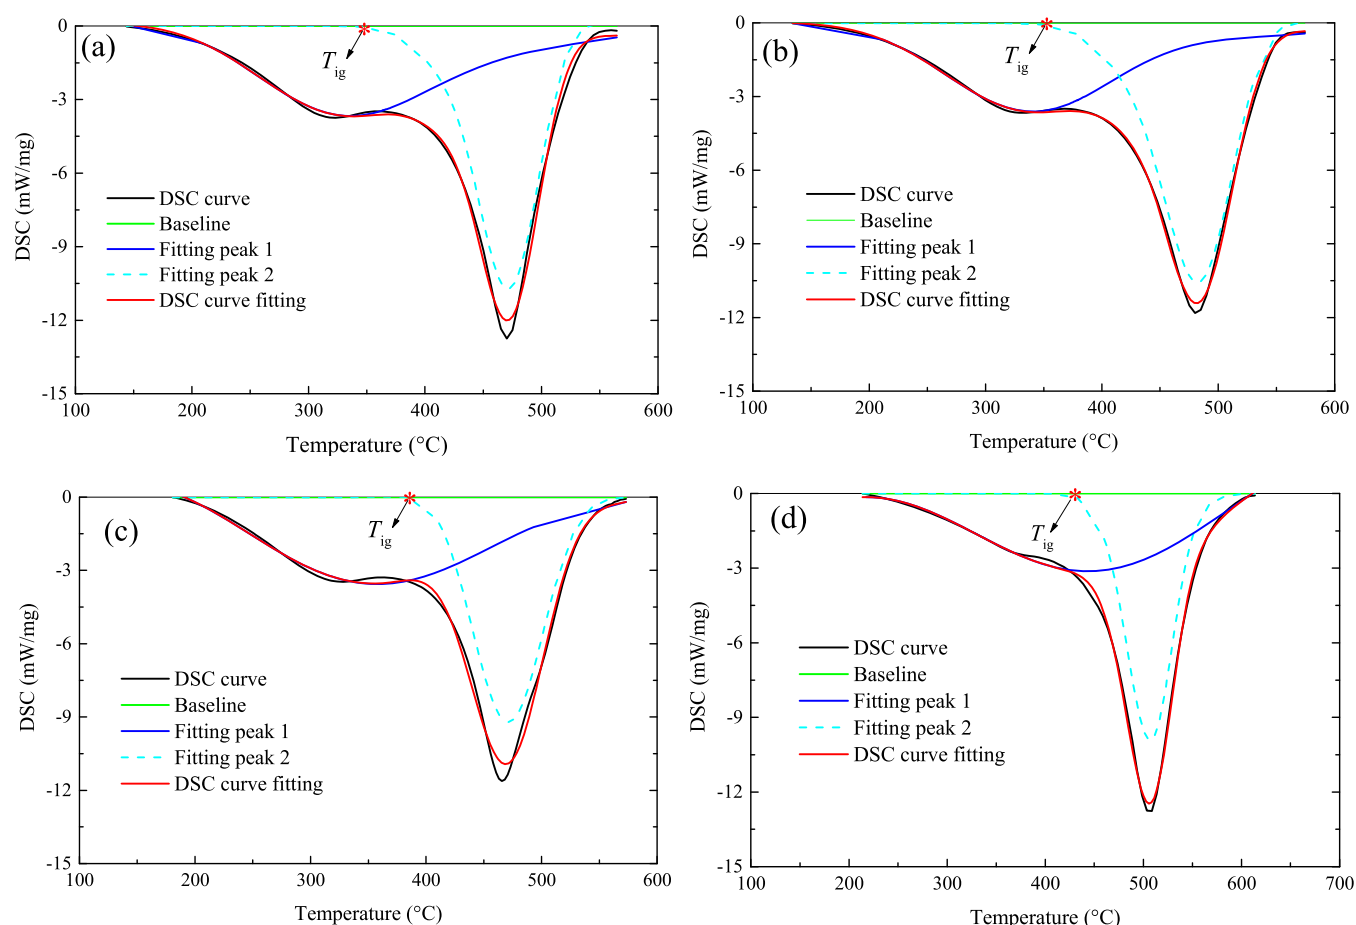 (a)
T_ig
DSC curve
Baseline
Fitting peak 1
Fitting peak 2
DSC curve fitting
0
-3
-6
-9
-12
-15
DSC (mW/mg)
100 200 300 400 500 600
Temperature (°C)
(b)
T_ig
DSC curve
Baseline
Fitting peak 1
Fitting peak 2
DSC curve fitting
0
-3
-6
-9
-12
-15
DSC (mW/mg)
100 200 300 400 500 600
Temperature (°C)
(c)
T_ig
DSC curve
Baseline
Fitting peak 1
Fitting peak 2
DSC curve fitting
0
-3
-6
-9
-12
-15
DSC (mW/mg)
100 200 300 400 500 600
Temperature (°C)
(d)
T_ig
DSC curve
Baseline
Fitting peak 1
Fitting peak 2
DSC curve fitting
0
-3
-6
-9
-12
-15
DSC (mW/mg)
100 200 300 400 500 600 700
Temperature (°C)